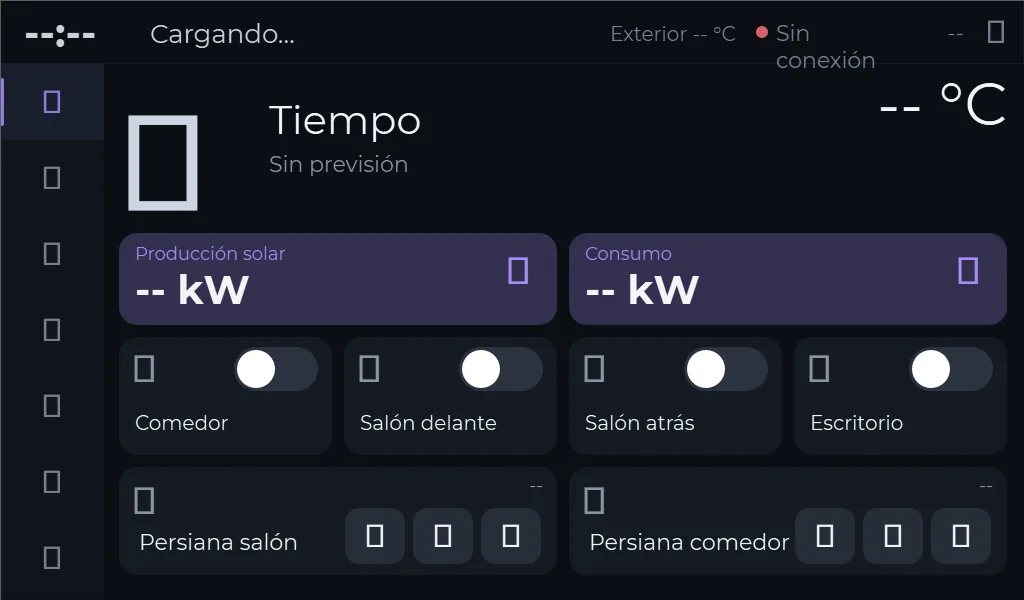 --:--
Cargando...
Exterior -- °C
Sin
conexión
--
Tiempo
Sin previsión
-- °C
Producción solar
-- kW
Consumo
-- kW
Comedor
Salón delante
Salón atrás
Escritorio
--
Persiana salón
--
Persiana comedor